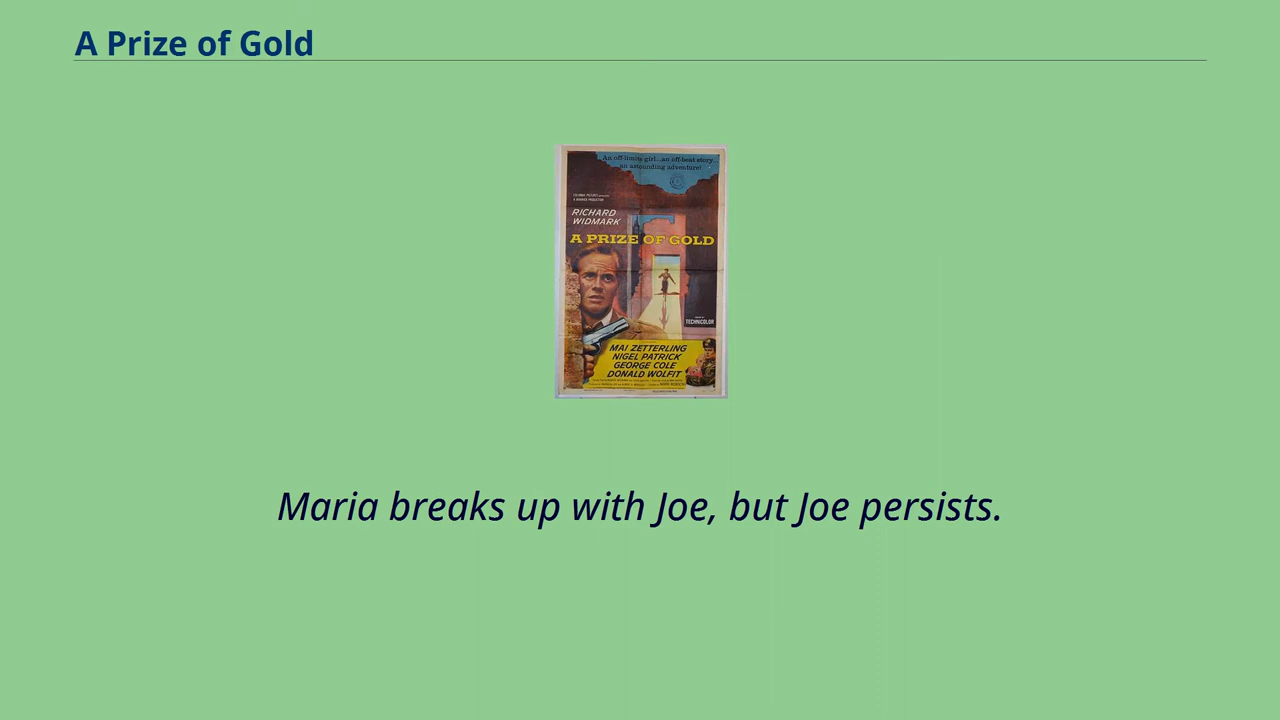 A Prize of Gold
An off-limits girl...an off-beat story...
an astounding adventure!
RICHARD
WIDMARK
A PRIZE OF GOLD
TECHNICOLOR
MAI ZETTERLING
NIGEL PATRICK
GEORGE COLE
DONALD WOLFIT
Maria breaks up with Joe, but Joe persists.